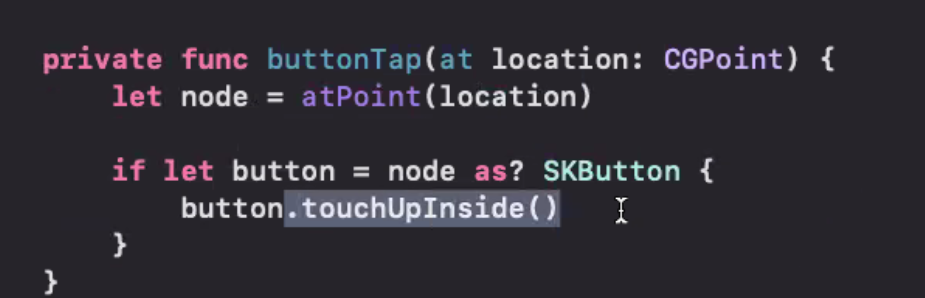 private func buttonTap(at location: CGPoint) {
    let node = atPoint(location)
    if let button = node as? SKButton {
        button.touchUpInside()
    }
}